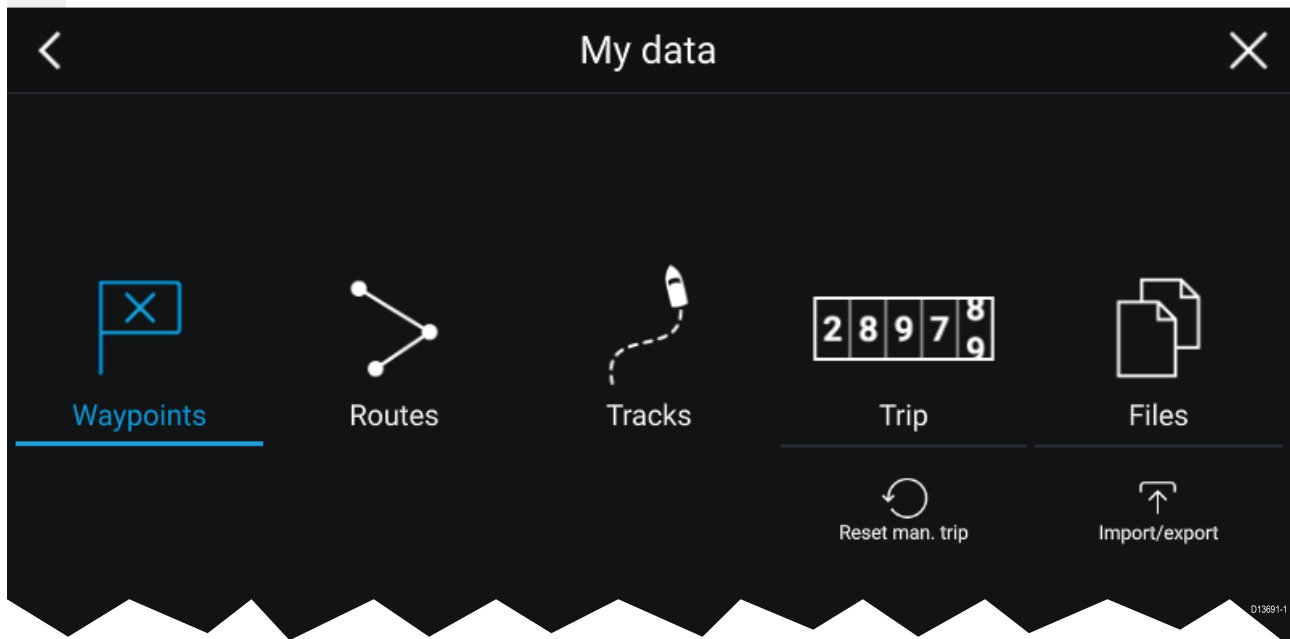 My data
2 8 9 7 8 9
Waypoints
Routes
Tracks
Trip
Files
Reset man. trip
Import/export
D13691-1